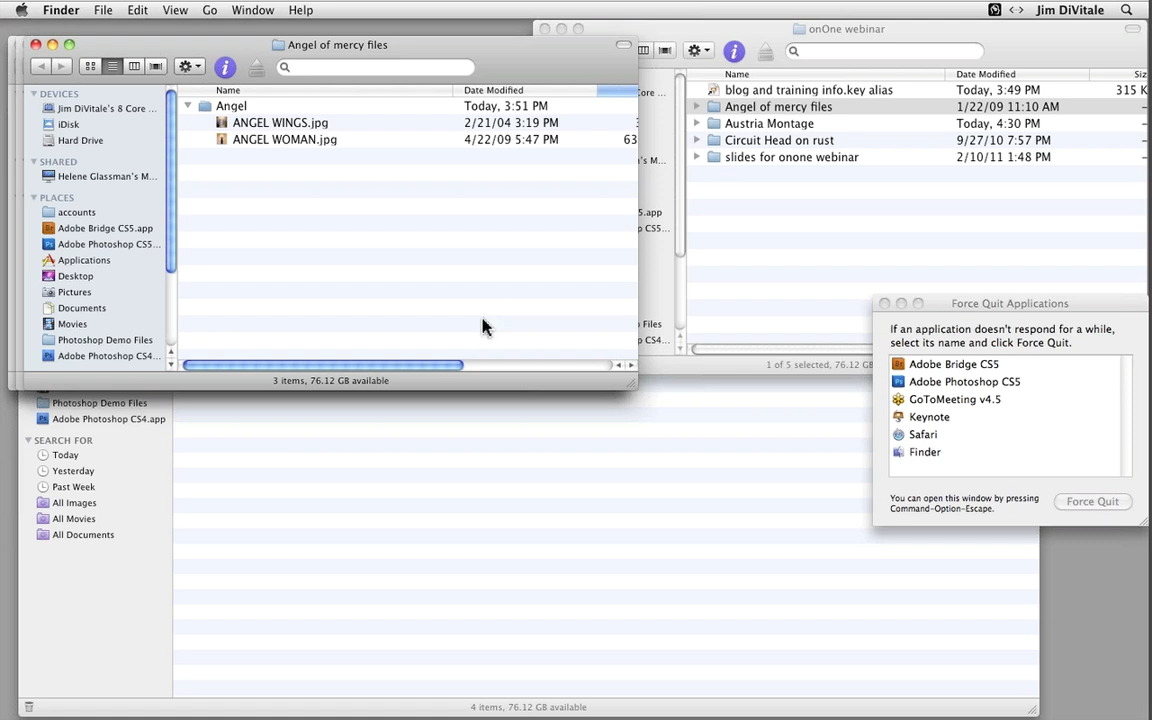 Finder File Edit View Go Window Help Jim DiVitale
Angel of mercy files
Name Date Modified
DEVICES
Jim DiVitale's 8 Core ...
iDisk
Hard Drive
SHARED
Helene Glassman's M...
PLACES
accounts
Adobe Bridge CS5.app
Adobe Photoshop CS5...
Applications
Desktop
Pictures
Documents
Movies
Photoshop Demo Files
Adobe Photoshop CS4...
Angel Today, 3:51 PM
ANGEL WINGS.jpg 2/21/04 3:19 PM
ANGEL WOMAN.jpg 4/22/09 5:47 PM 63
3 items, 76.12 GB available
onOne webinar
Name Date Modified Siz
ore ...
s M...
5.app
p CS5...
Files
p CS4...
blog and training info.key alias Today, 3:49 PM 315 K
Angel of mercy files 1/22/09 11:10 AM —
Austria Montage Today, 4:30 PM —
Circuit Head on rust 9/27/10 7:57 PM —
slides for onone webinar 2/10/11 1:48 PM —
1 of 5 selected, 76.12 GB
Force Quit Applications
If an application doesn't respond for a while,
select its name and click Force Quit.
Adobe Bridge CS5
Adobe Photoshop CS5
GoToMeeting v4.5
Keynote
Safari
Finder
You can open this window by pressing
Command-Option-Escape.
Force Quit
Photoshop Demo Files
Adobe Photoshop CS4.app
SEARCH FOR
Today
Yesterday
Past Week
All Images
All Movies
All Documents
4 items, 76.12 GB available